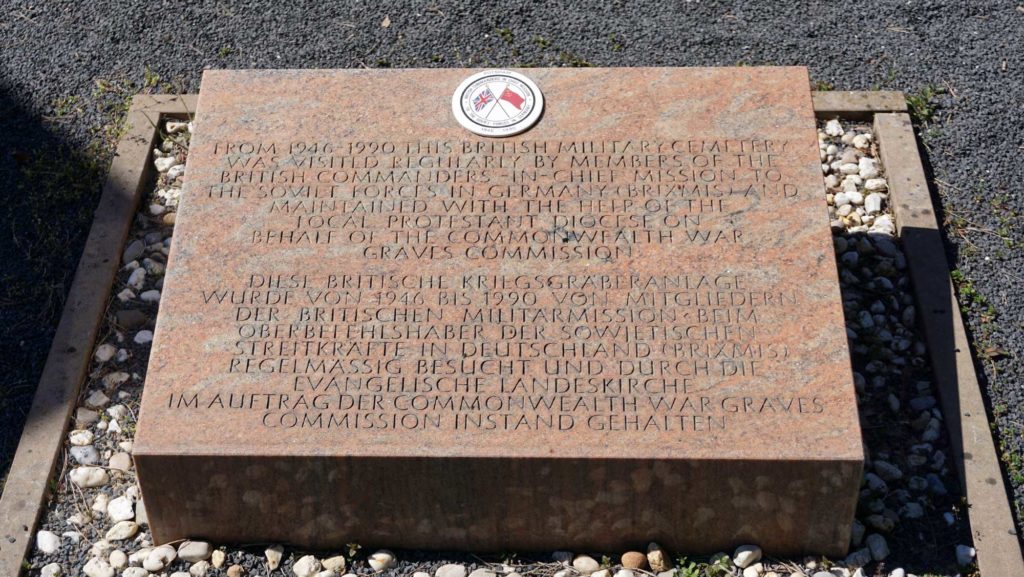 POTSDAM
1946 1990
FROM 1946-1990 THIS BRITISH MILITARY CEMETERY
WAS VISITED REGULARLY BY MEMBERS OF THE
BRITISH COMMANDERS-IN-CHIEF MISSION TO
THE SOVIET FORCES IN GERMANY (BRIXMIS) AND
MAINTAINED WITH THE HELP OF THE
LOCAL PROTESTANT DIOCESE ON
BEHALF OF THE COMMONWEALTH WAR
GRAVES COMMISSION
DIESE BRITISCHE KRIEGSGRÄBERANLAGE
WURDE VON 1946 BIS 1990 VON MITGLIEDERN
DER BRITISCHEN MILITARMISSION BEIM
OBERBEFEHLSHABER DER SOWJETISCHEN
STREITKRÄFTE IN DEUTSCHLAND (BRIXMIS)
REGELMÄSSIG BESUCHT UND DURCH DIE
EVANGELISCHE LANDESKIRCHE
IM AUFTRAG DER COMMONWEALTH WAR GRAVES
COMMISSION INSTAND GEHALTEN